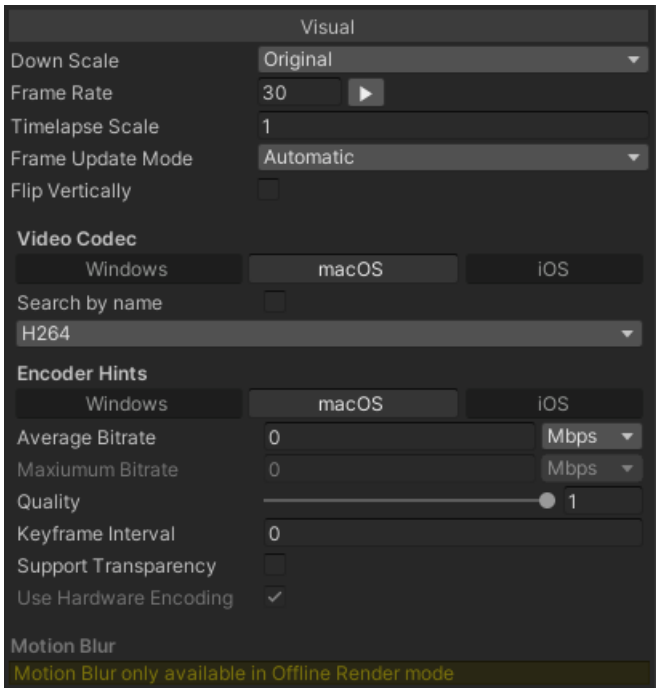 Visual
Down Scale Original
Frame Rate 30
Timelapse Scale 1
Frame Update Mode Automatic
Flip Vertically
Video Codec
Windows macOS iOS
Search by name
H264
Encoder Hints
Windows macOS iOS
Average Bitrate 0 Mbps
Maxiumum Bitrate 0 Mbps
Quality 1
Keyframe Interval 0
Support Transparency
Use Hardware Encoding
Motion Blur
Motion Blur only available in Offline Render mode